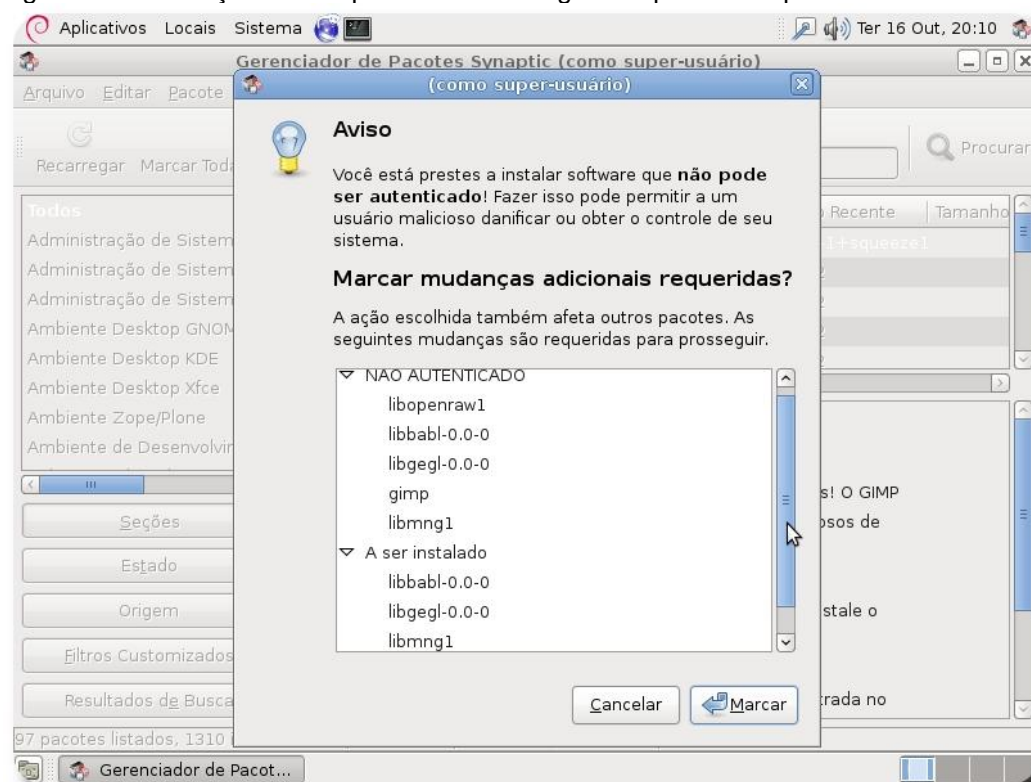 Aplicativos Locais Sistema Ter 16 Out, 20:10
Gerenciador de Pacotes Synaptic (como super-usuário)
(como super-usuário)
Arquivo Editar Pacote
Recarregar Marcar Procurar
Aviso
Você está prestes a instalar software que não pode
ser autenticado! Fazer isso pode permitir a um
usuário malicioso danificar ou obter o controle de seu
sistema.
Marcar mudanças adicionais requeridas?
A ação escolhida também afeta outros pacotes. As
seguintes mudanças são requeridas para prosseguir.
NÃO AUTENTICADO
libopenraw1
libbabl-0.0-0
libgegl-0.0-0
gimp
libmng1
A ser instalado
libbabl-0.0-0
libgegl-0.0-0
libmng1
Cancelar Marcar
Todos
Administração de Sistem
Administração de Sistem
Administração de Sistem
Ambiente Desktop GNOM
Ambiente Desktop KDE
Ambiente Desktop Xfce
Ambiente Zope/Plone
Ambiente de Desenvolvi
Seções
Estado
Origem
Filtros Customizados
Resultados de Busca
Recente Tamanho
1+squeeze1
s! O GIMP
osos de
stale o
trada no
97 pacotes listados, 1310
Gerenciador de Pacot...